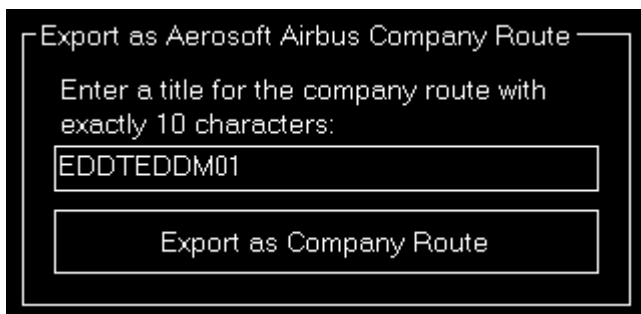 Export as Aerosoft Airbus Company Route
Enter a title for the company route with
exactly 10 characters:
EDDTEDDM01
Export as Company Route